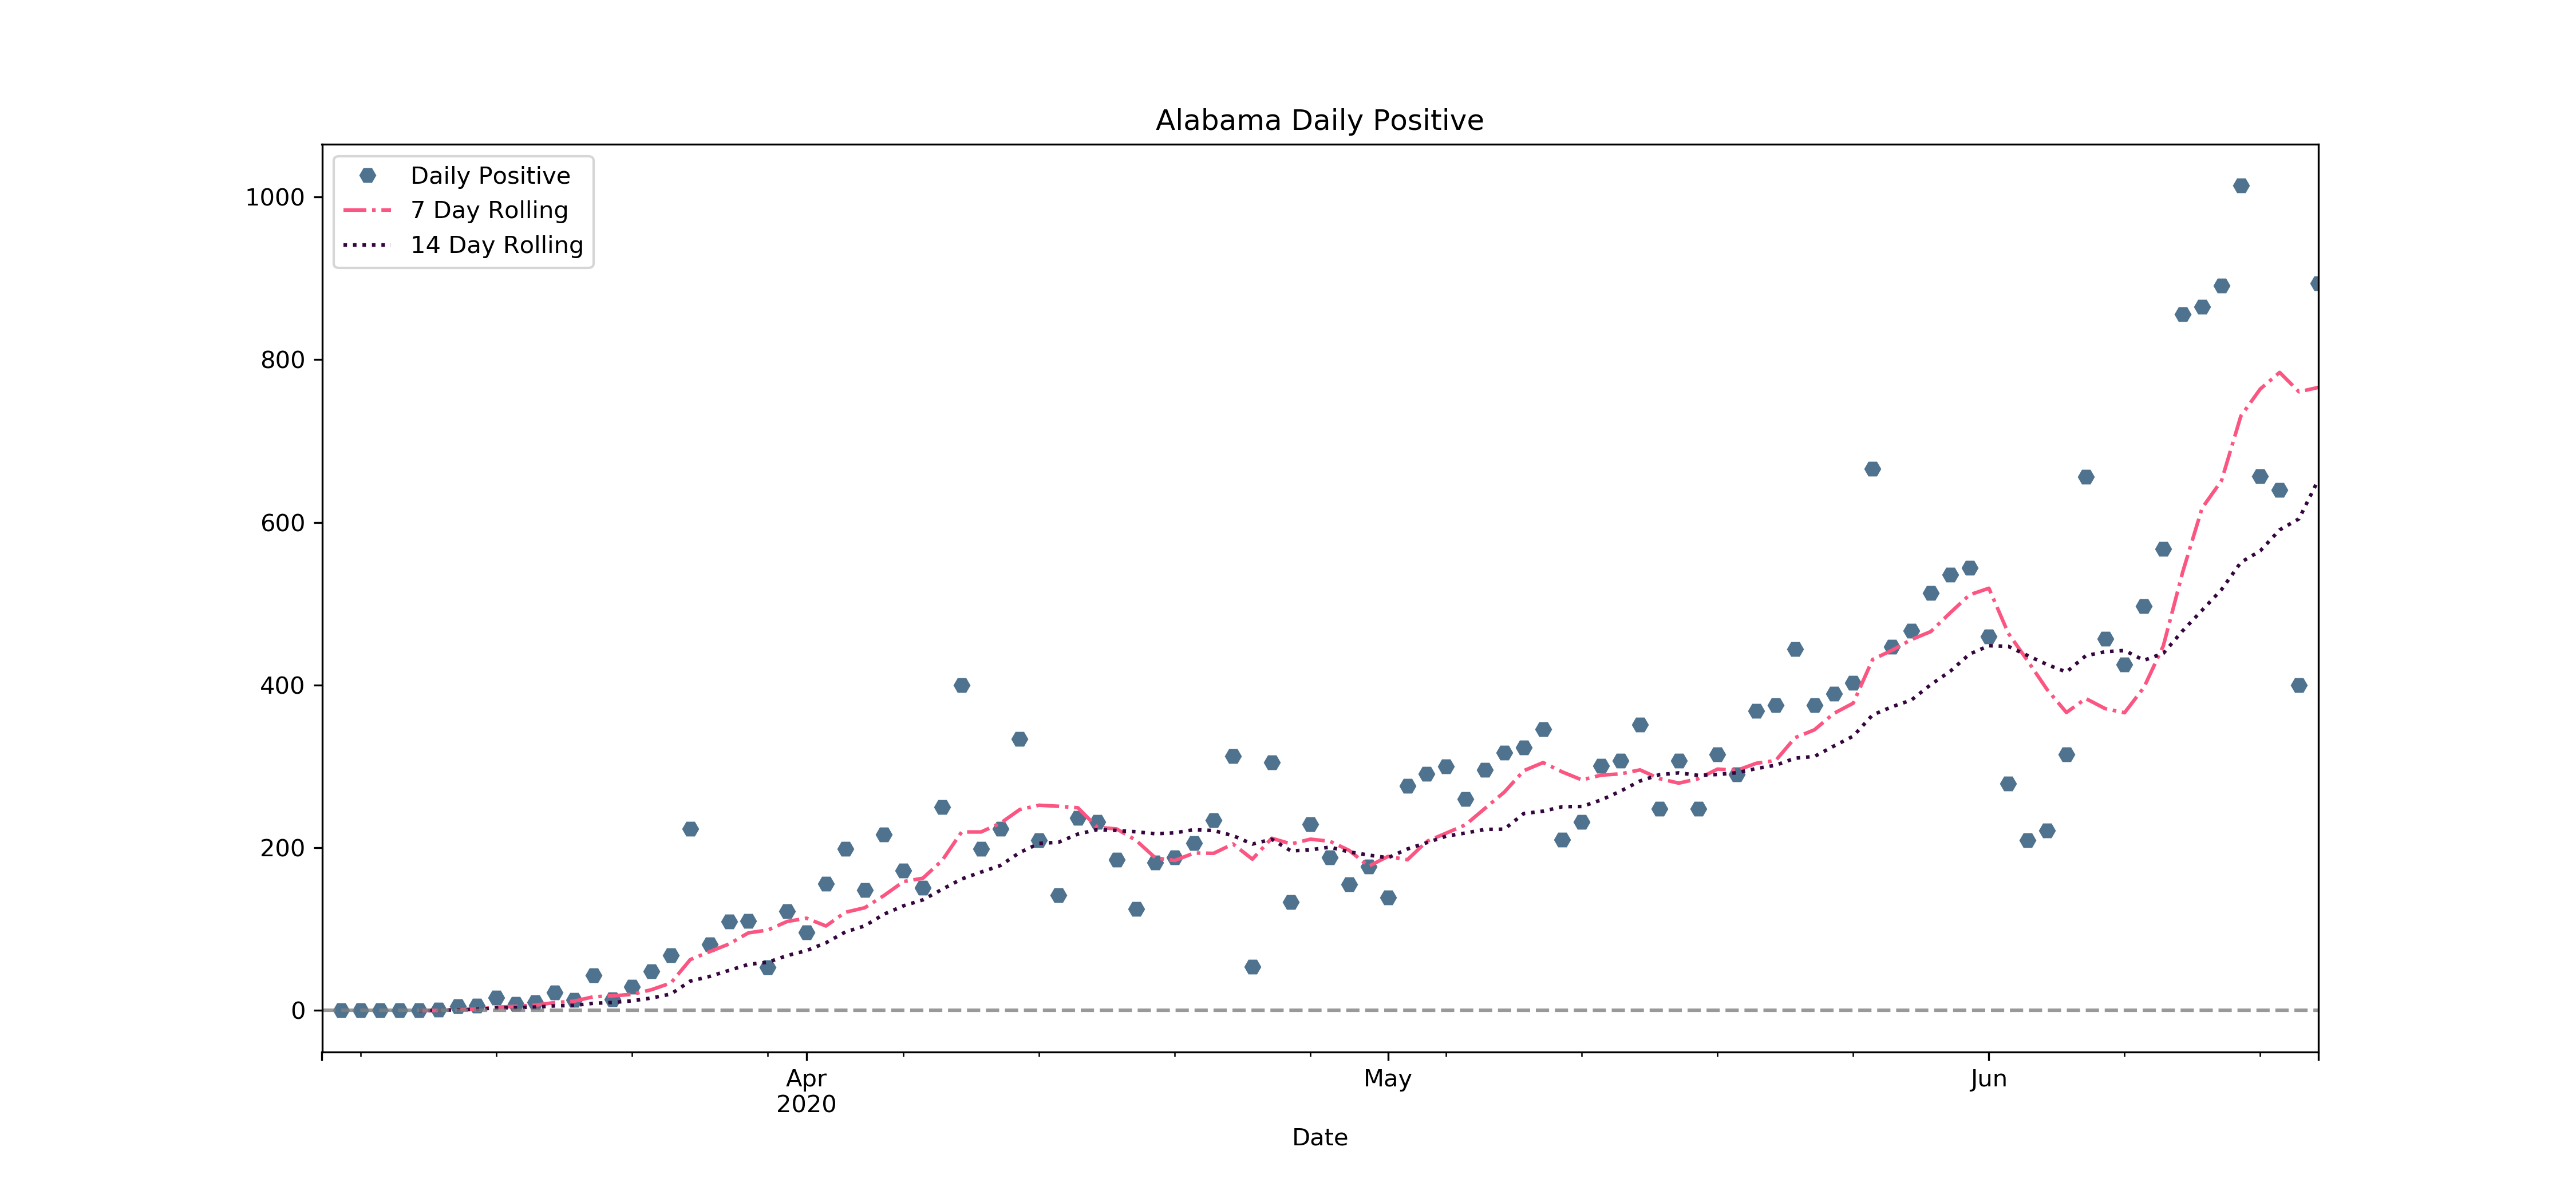 Alabama Daily Positive
Daily Positive
7 Day Rolling
14 Day Rolling
1000
800
600
400
200
0
Apr
2020
May
Jun
Date